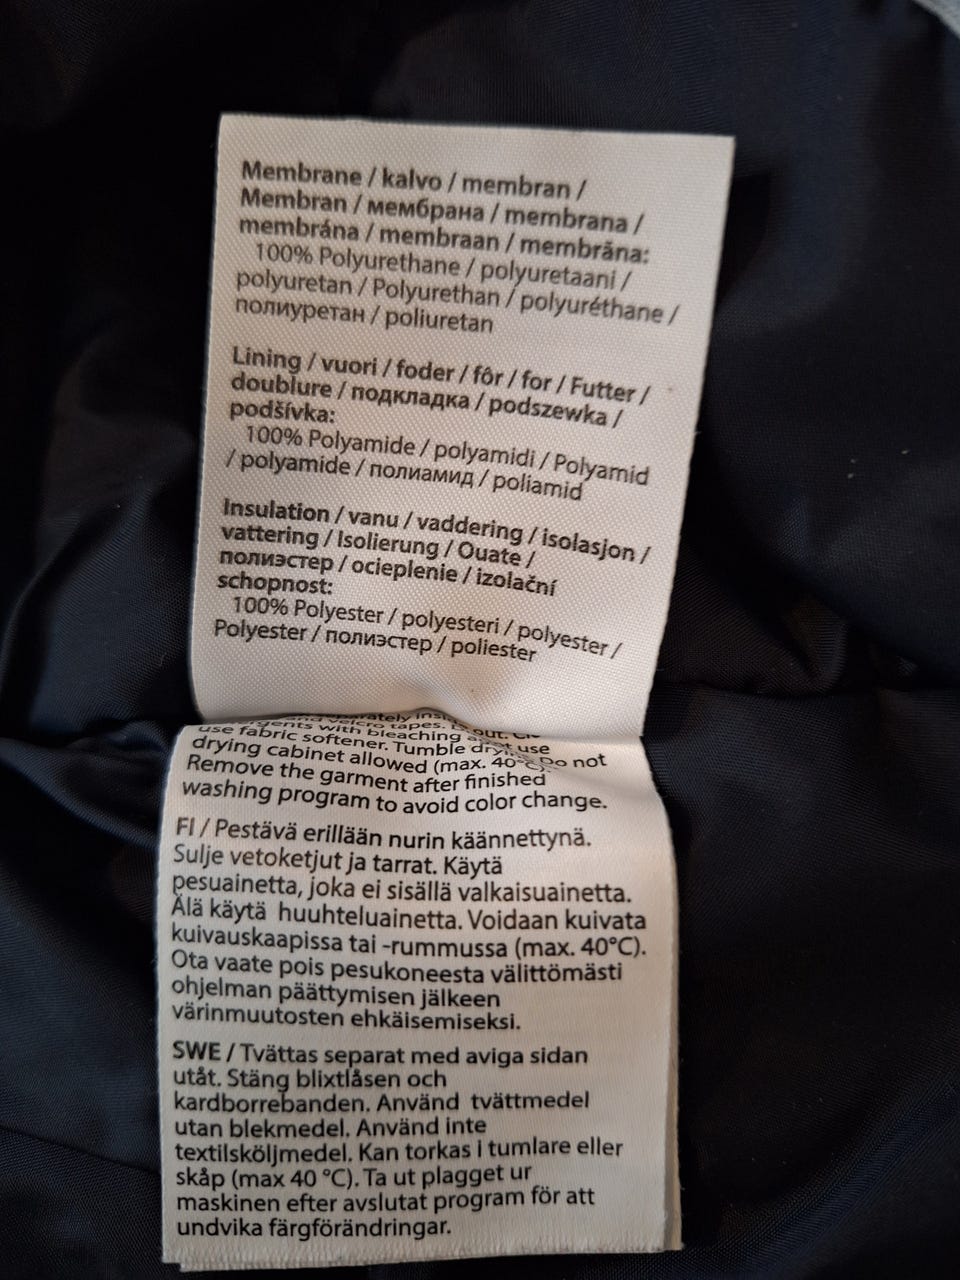 Membrane / kalvo / membran /
Membran / мембрана / membrana /
membrána / membraan / membrāna:
100% Polyurethane / polyuretaani /
polyuretan / Polyurethan / polyuréthane /
полиуретан / poliuretan
Lining / vuori / foder / fôr / for / Futter /
doublure / подкладка / podszewka /
podšívka:
100% Polyamide / polyamidi / Polyamid
/ polyamide / полиамид / poliamid
Insulation / vanu / vaddering / isolasjon /
vattering / Isolierung / Ouate /
полиэстер / ocieplenie / izolační
schopnost:
100% Polyester / polyesteri / polyester /
Polyester / полиэстер / poliester
and velcro tapes.
with bleaching use
use fabric softener. Tumble Do not
drying cabinet allowed (max. 40°C).
Remove the garment after finished
washing program to avoid color change.
FI / Pestävä erillään nurin käännettynä.
Sulje vetoketjut ja tarrat. Käytä
pesuainetta, joka ei sisällä valkaisuainetta.
Älä käytä huuhteluainetta. Voidaan kuivata
kuivauskaapissa tai -rummussa (max. 40°C).
Ota vaate pois pesukoneesta välittömästi
ohjelman päättymisen jälkeen
värinmuutosten ehkäisemiseksi.
SWE / Tvättas separat med aviga sidan
utåt. Stäng blixtlåsen och
kardborrebanden. Använd tvättmedel
utan blekmedel. Använd inte
textilsköljmedel. Kan torkas i tumlare eller
skåp (max 40 °C). Ta ut plagget ur
maskinen efter avslutat program för att
undvika färgförändringar.